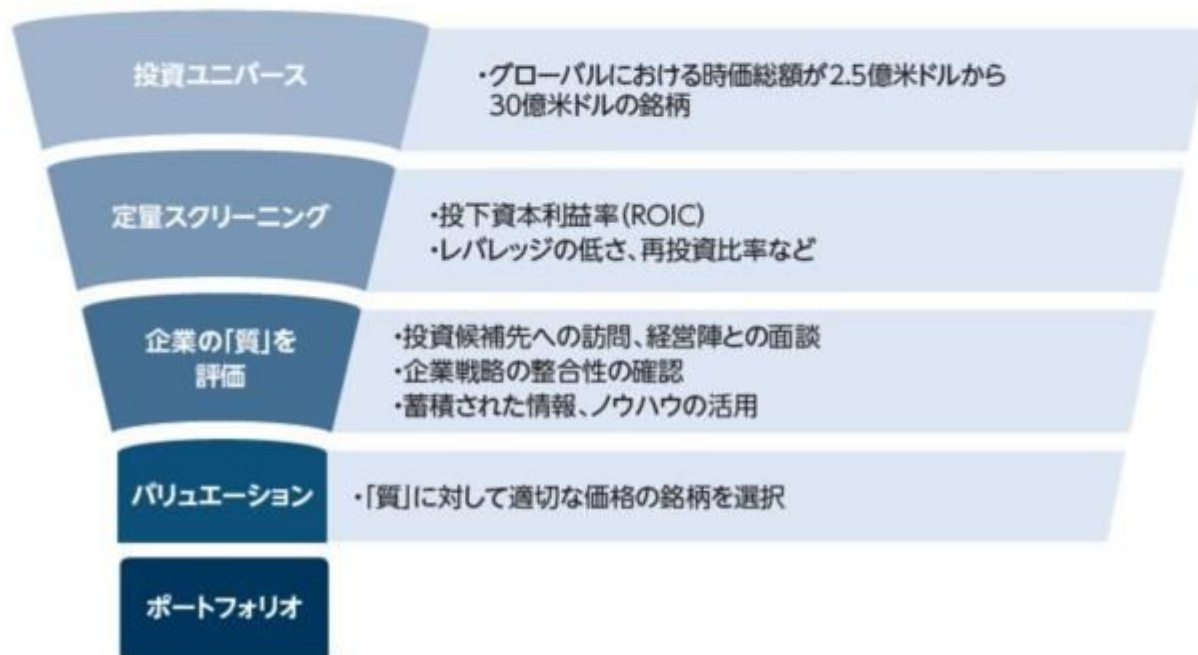 投資ユニバース
・グローバルにおける時価総額が2.5億米ドルから
30億米ドルの銘柄
定量スクリーニング
・投下資本利益率(ROIC)
・レバレッジの低さ、再投資比率など
企業の「質」を
評価
・投資候補先への訪問、経営陣との面談
・企業戦略の整合性の確認
・蓄積された情報、ノウハウの活用
バリュエーション
・「質」に対して適切な価格の銘柄を選択
ポートフォリオ